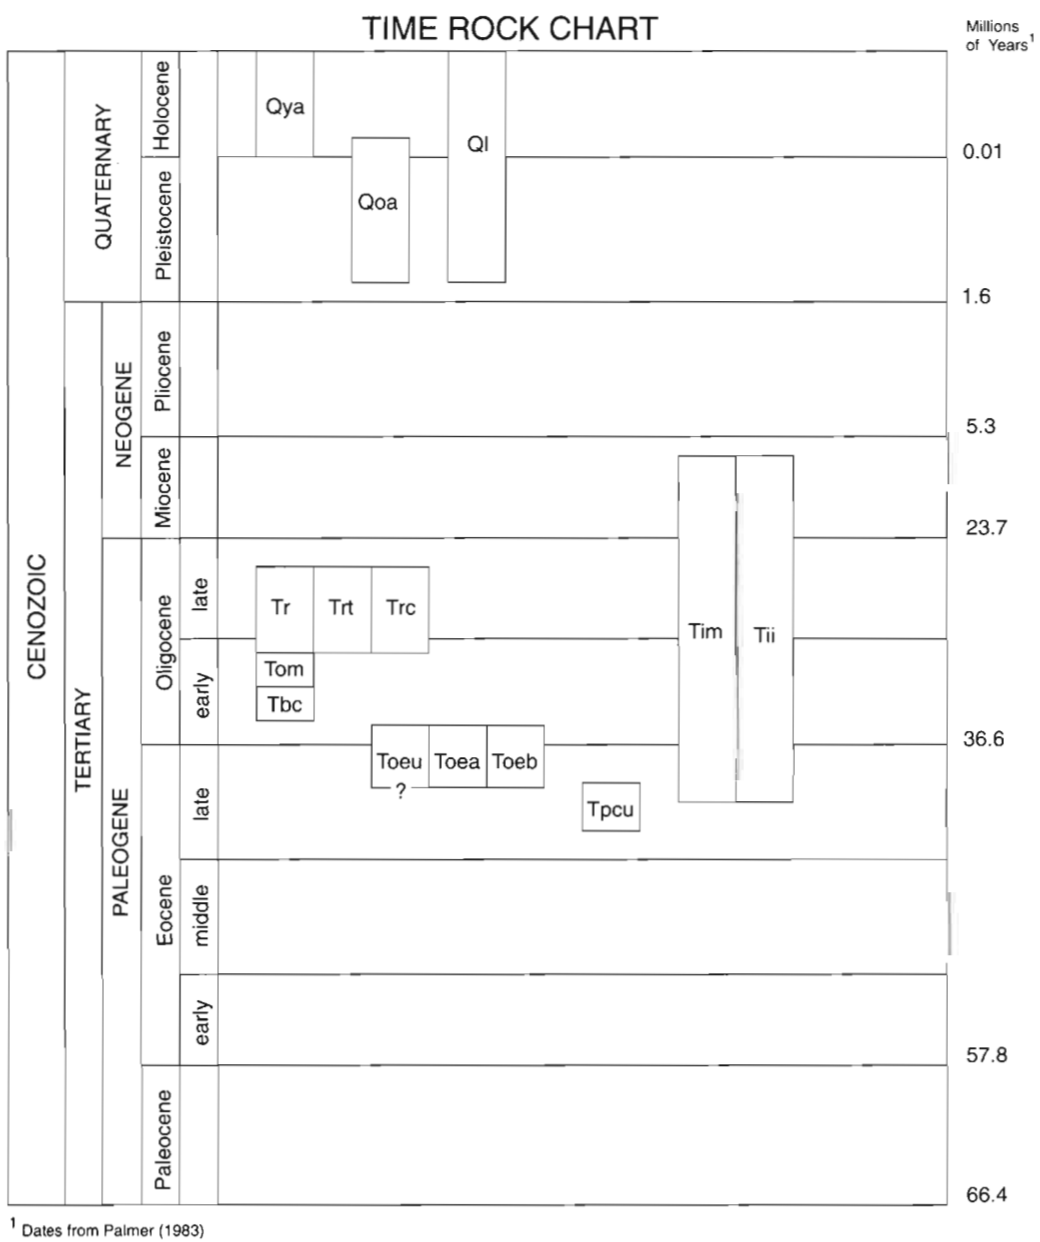 TIME ROCK CHART
Millions
of Years1
CENOZOIC
QUATERNARY
TERTIARY
NEOGENE
PALEOGENE
Holocene
Pleistocene
Pliocene
Miocene
Oligocene
Eocene
Paleocene
late
early
late
middle
early
Qya
Ql
Qoa
Tr
Trt
Trc
Tom
Tbc
Toeu
Toea
Toeb
?
Tpcu
Tim
Tii
0.01
1.6
5.3
23.7
36.6
57.8
66.4
1 Dates from Palmer (1983)